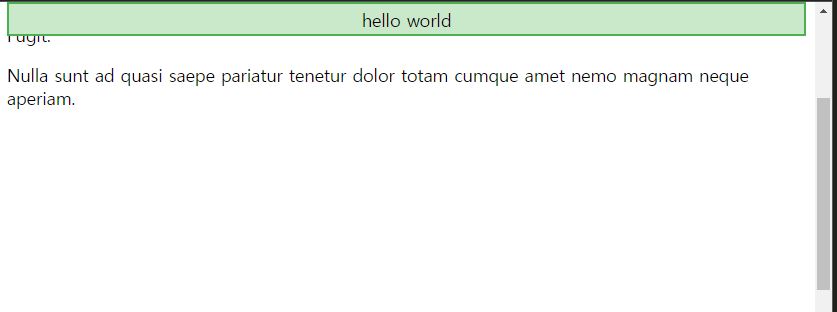 hello world
Fugit.
Nulla sunt ad quasi saepe pariatur tenetur dolor totam cumque amet nemo magnam neque
aperiam.